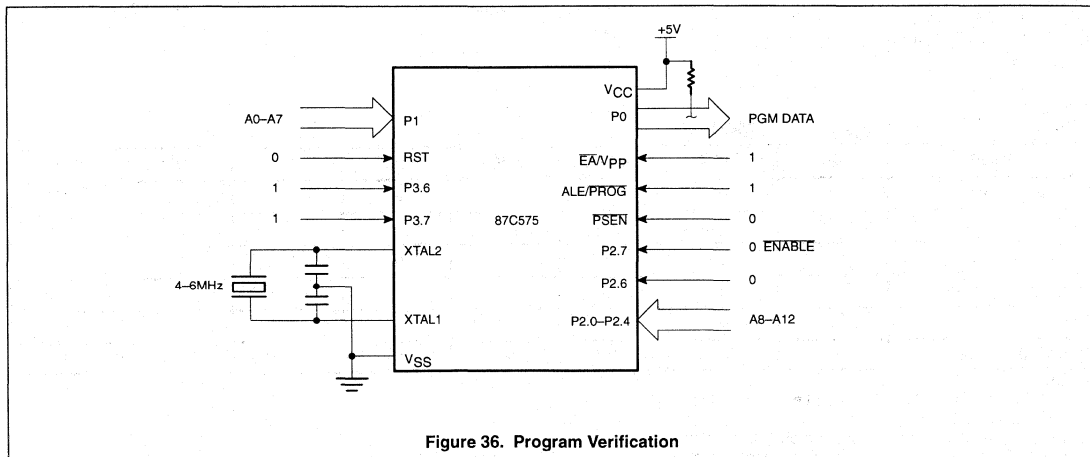 +5V
VCC
A0–A7
P1
P0
PGM DATA
0
RST
EA/VPP
1
1
P3.6
ALE/PROG
1
1
P3.7
87C575
PSEN
0
XTAL2
P2.7
0 ENABLE
4–6MHz
P2.6
0
XTAL1
P2.0–P2.4
A8–A12
VSS
Figure 36. Program Verification